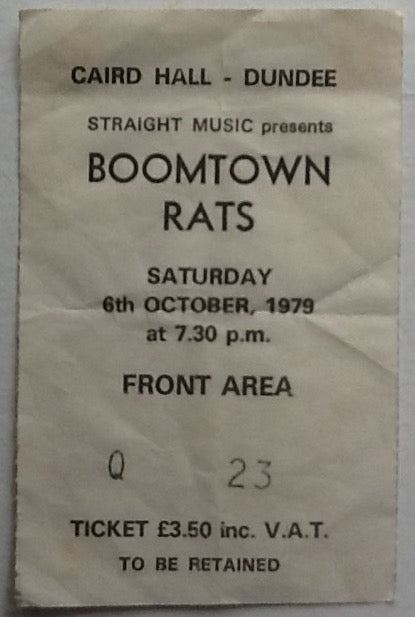 CAIRD HALL - DUNDEE
STRAIGHT MUSIC presents
BOOMTOWN
RATS
SATURDAY
6th OCTOBER, 1979
at 7.30 p.m.
FRONT AREA
Q 23
TICKET £3.50 inc. V.A.T.
TO BE RETAINED